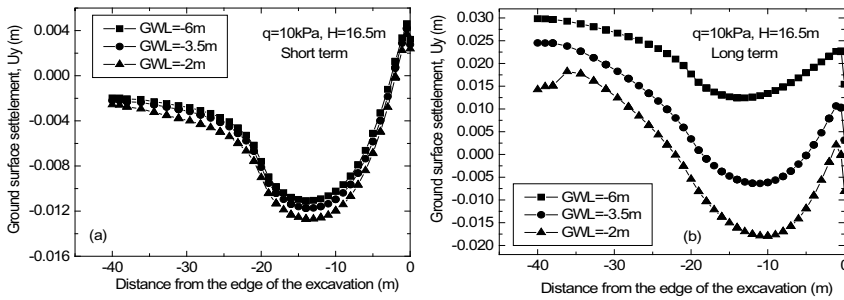 GWL=-6m
GWL=-3.5m
GWL=-2m
q=10kPa, H=16.5m
Short term
Ground surface settelement, Uy (m)
0.004
0.000
-0.004
-0.008
-0.012
-0.016
(a)
-40 -30 -20 -10 0
Distance from the edge of the excavation (m)
q=10kPa, H=16.5m
Long term
Ground surface settelement, Uy (m)
0.030
0.025
0.020
0.015
0.010
0.005
0.000
-0.005
-0.010
-0.015
-0.020
GWL=-6m
GWL=-3.5m
GWL=-2m
(b)
-40 -30 -20 -10 0
Distance from the edge of the excavation (m)